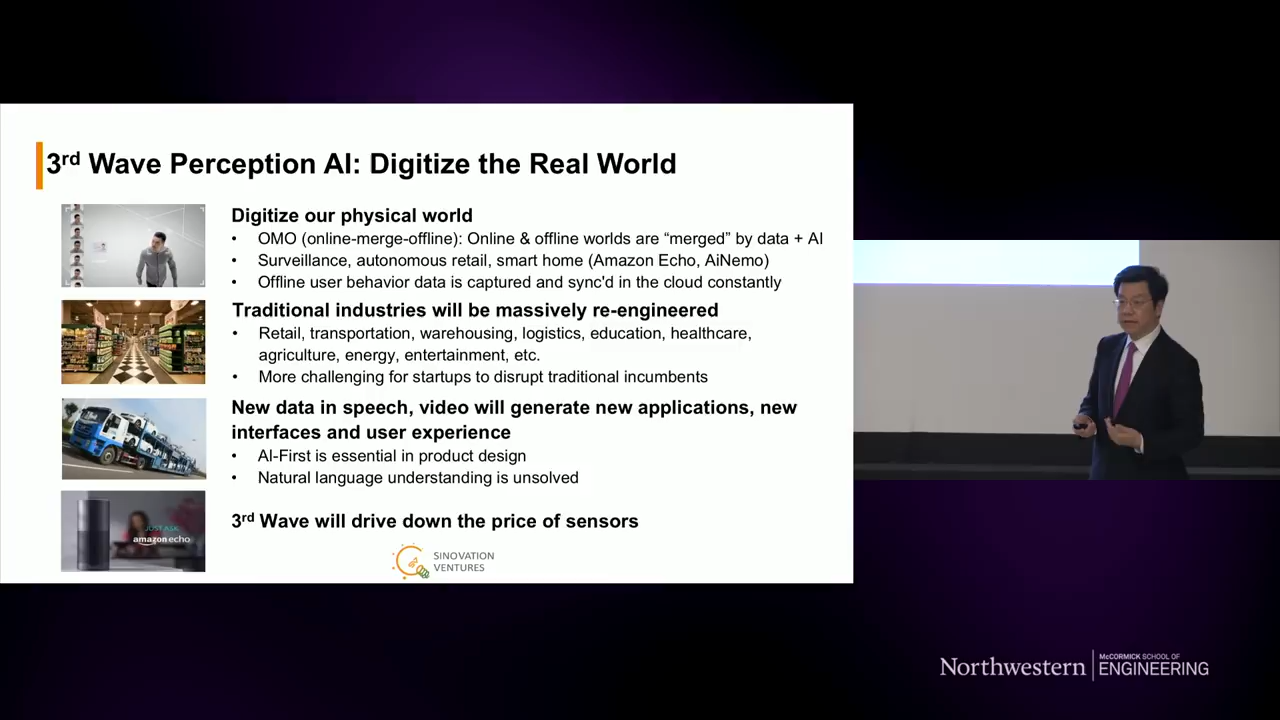 3rd Wave Perception AI: Digitize the Real World
Digitize our physical world
• OMO (online-merge-offline): Online & offline worlds are “merged” by data + AI
• Surveillance, autonomous retail, smart home (Amazon Echo, AiNemo)
• Offline user behavior data is captured and sync'd in the cloud constantly
Traditional industries will be massively re-engineered
• Retail, transportation, warehousing, logistics, education, healthcare,
agriculture, energy, entertainment, etc.
• More challenging for startups to disrupt traditional incumbents
New data in speech, video will generate new applications, new
interfaces and user experience
• AI-First is essential in product design
• Natural language understanding is unsolved
JUST ASK
amazon echo
3rd Wave will drive down the price of sensors
SINOVATION
VENTURES
Northwestern
McCORMICK SCHOOL OF
ENGINEERING